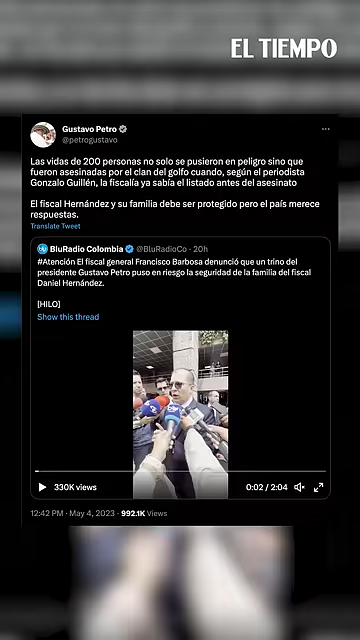 EL TIEMPO
Gustavo Petro
@petrogustavo
Las vidas de 200 personas no solo se pusieron en peligro sino que
fueron asesinadas por el clan del golfo cuando, según el periodista
Gonzalo Guillén, la fiscalía ya sabía el listado antes del asesinato
El fiscal Hernández y su familia debe ser protegido pero el país merece
respuestas.
Translate Tweet
BluRadio Colombia @BluRadioCo · 20h
#Atención El fiscal general Francisco Barbosa denunció que un trino del
presidente Gustavo Petro puso en riesgo la seguridad de la familia del fiscal
Daniel Hernández.
[HILO]
Show this thread
330K views 0:02 / 2:04
12:42 PM · May 4, 2023 · 992.1K Views